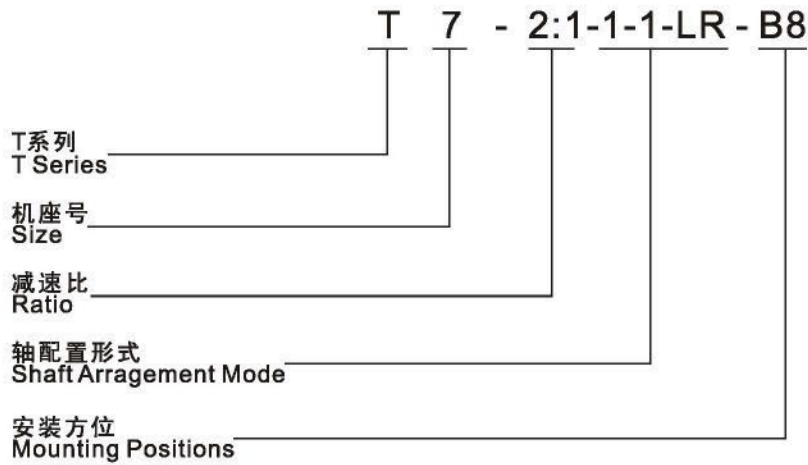 T 7 - 2:1-1-1-LR - B8
T系列
T Series
机座号
Size
减速比
Ratio
轴配置形式
Shaft Arragement Mode
安装方位
Mounting Positions